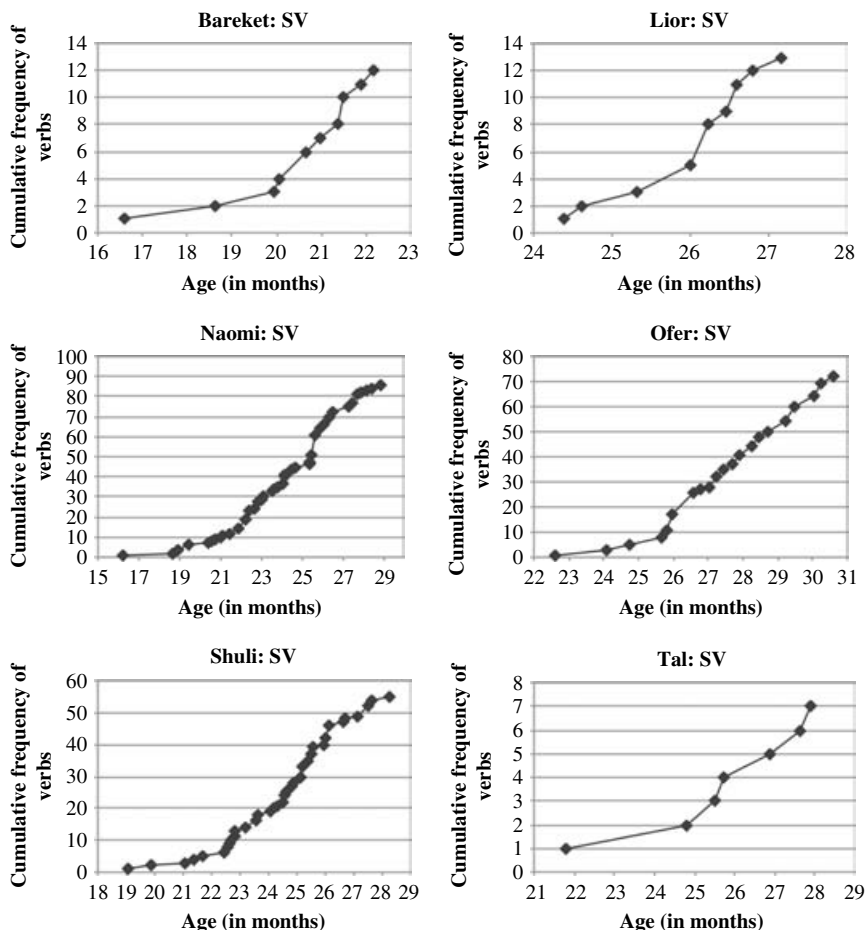 Bareket: SV
Cumulative frequency of
verbs
14
12
10
8
6
4
2
0
16 17 18 19 20 21 22 23
Age (in months)
Lior: SV
Cumulative frequency of
verbs
14
12
10
8
6
4
2
0
24 25 26 27 28
Age (in months)
Naomi: SV
Cumulative frequency of
verbs
100
90
80
70
60
50
40
30
20
10
0
15 17 19 21 23 25 27 29
Age (in months)
Ofer: SV
Cumulative frequency of
verbs
80
70
60
50
40
30
20
10
0
22 23 24 25 26 27 28 29 30 31
Age (in months)
Shuli: SV
Cumulative frequency of
verbs
60
50
40
30
20
10
0
18 19 20 21 22 23 24 25 26 27 28 29
Age (in months)
Tal: SV
Cumulative frequency of
verbs
8
7
6
5
4
3
2
1
0
21 22 23 24 25 26 27 28 29
Age (in months)